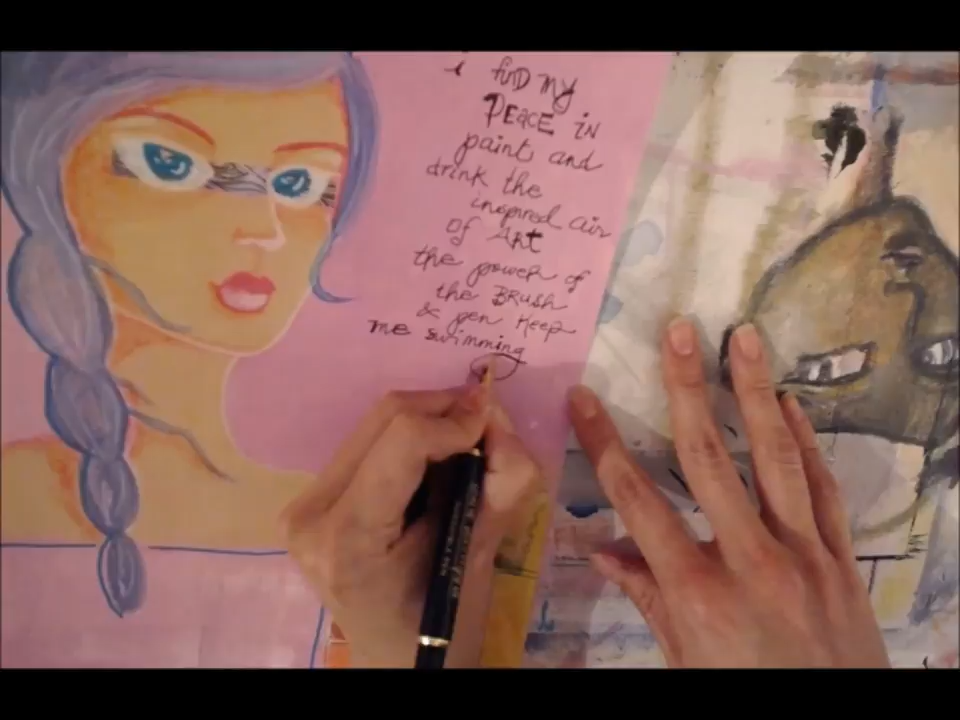 i find my
PEACE iN
paint and
drink the
inspired air
of ARt
the power of
the BRush
& pen Keep
me swimming